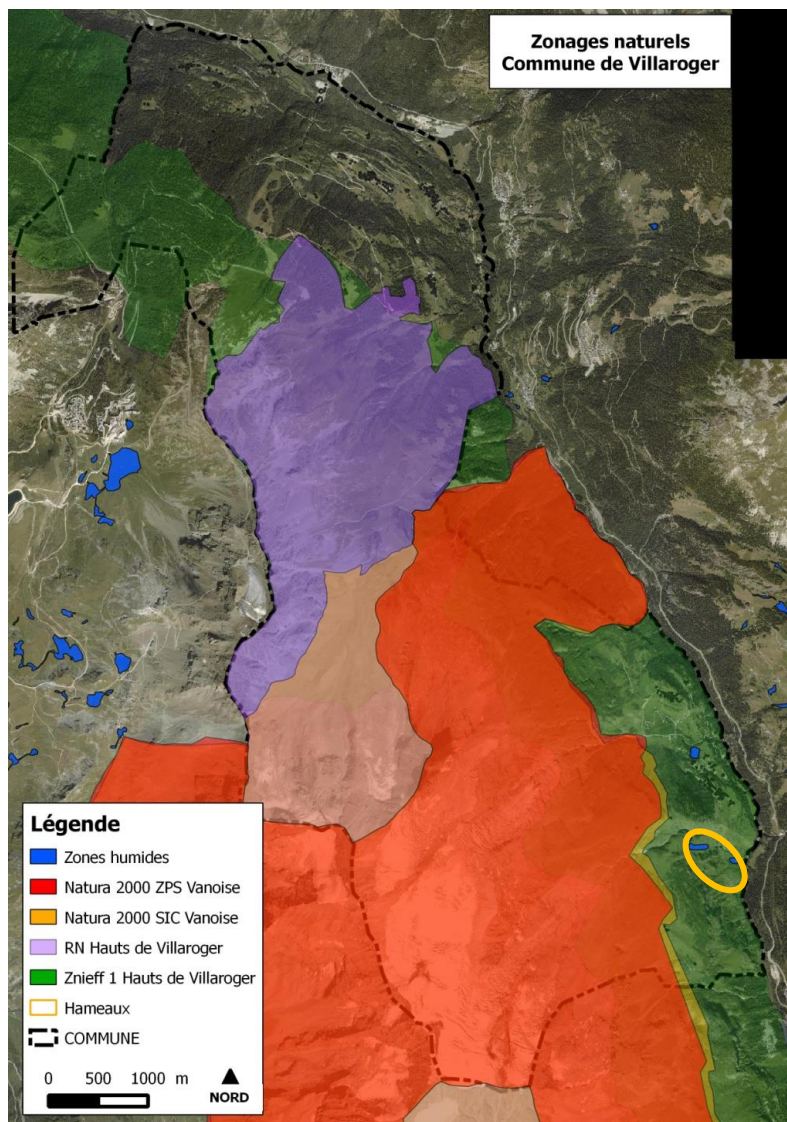 Zonages naturels
Commune de Villaroger
Légende
Zones humides
Natura 2000 ZPS Vanoise
Natura 2000 SIC Vanoise
RN Hauts de Villaroger
Znieff 1 Hauts de Villaroger
Hameaux
COMMUNE
0 500 1000 m
NORD